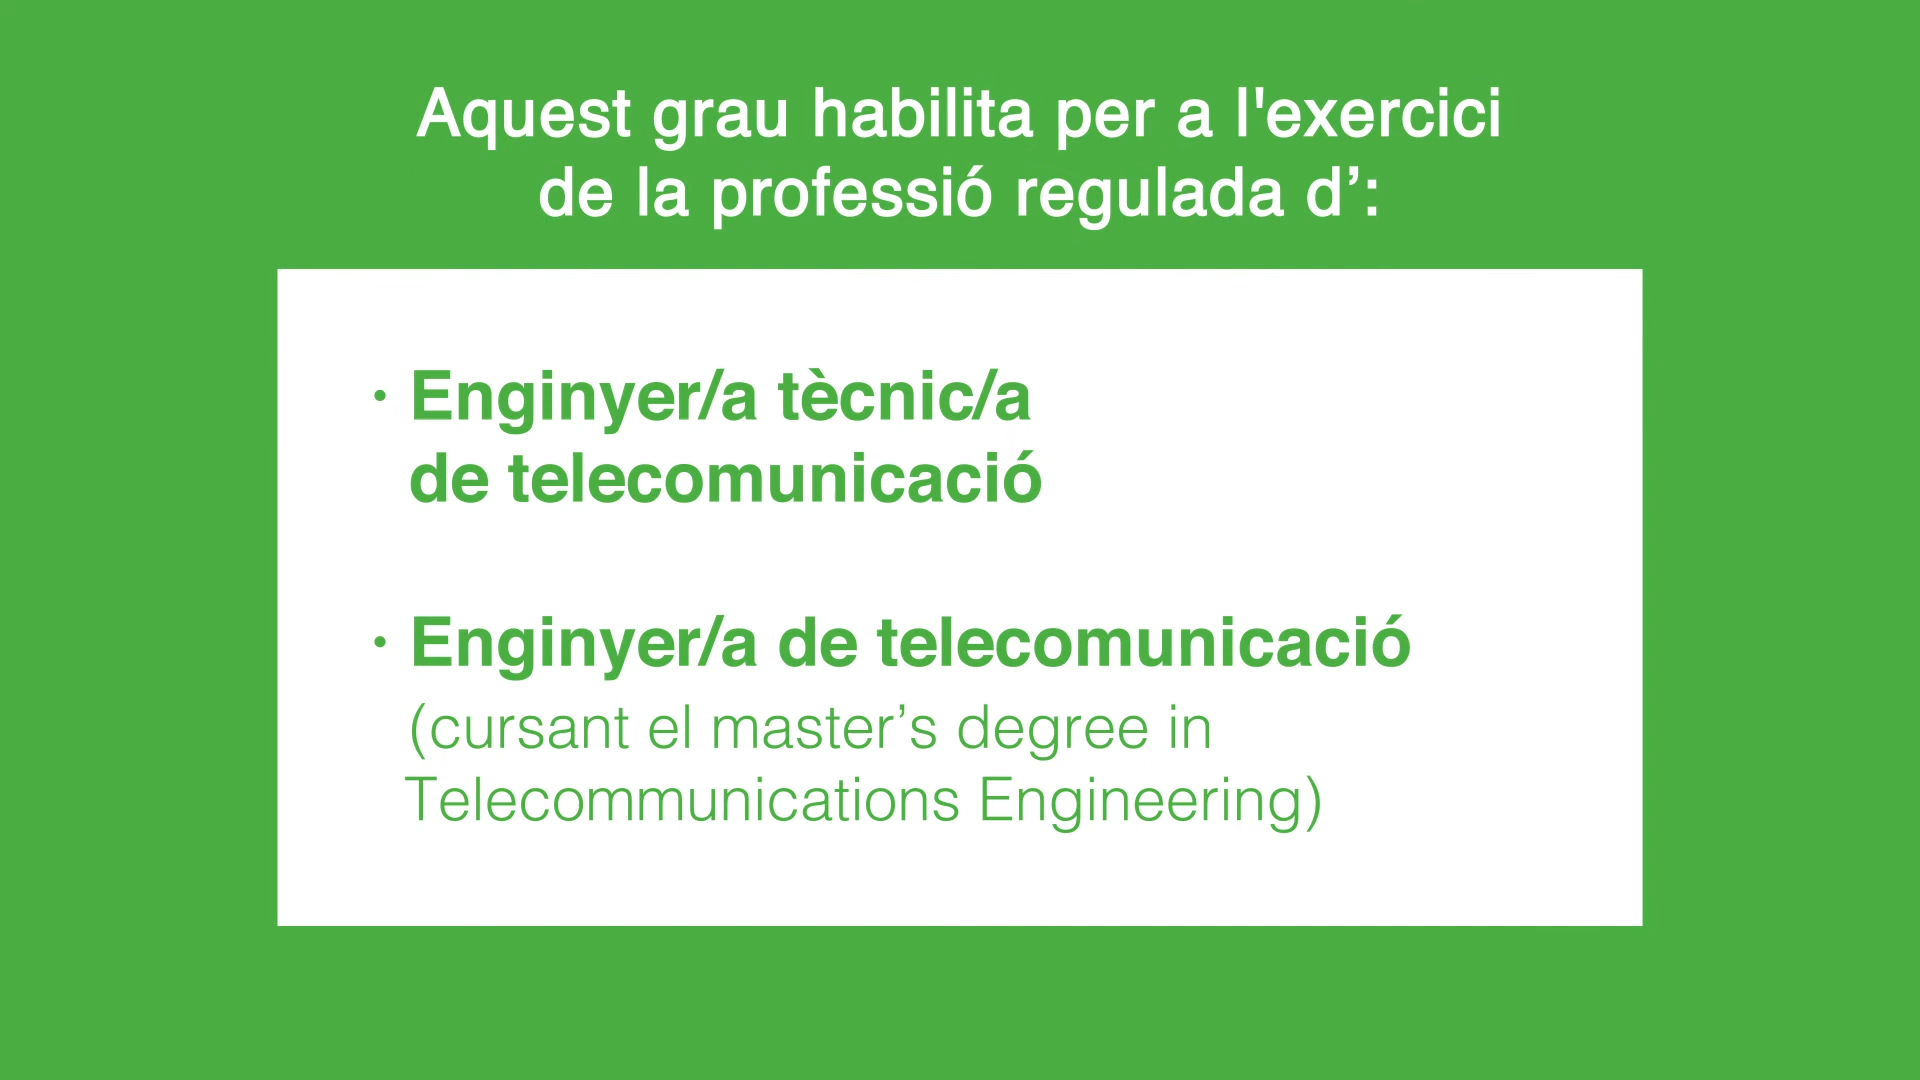 Aquest grau habilita per a l'exercici
de la professió regulada d’:
· Enginyer/a tècnic/a
de telecomunicació
· Enginyer/a de telecomunicació
(cursant el master’s degree in
Telecommunications Engineering)